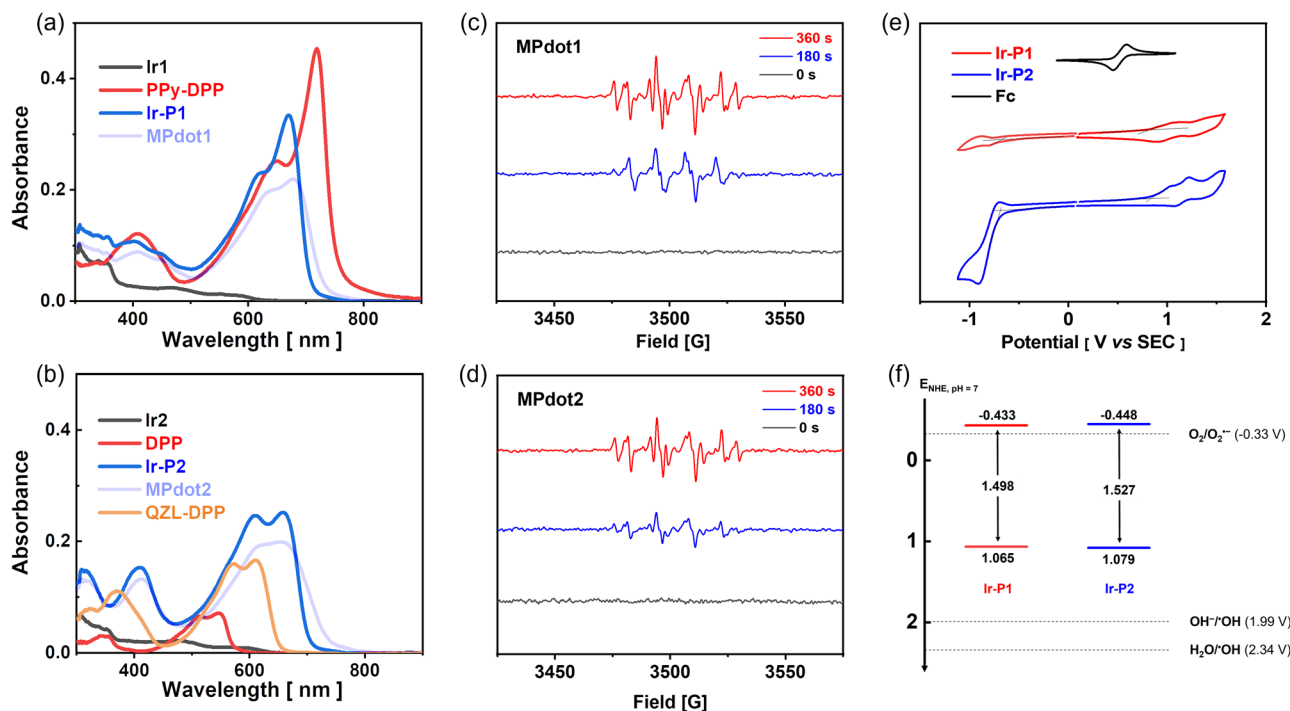 (a)
Ir1
PPy-DPP
Ir-P1
MPdot1
0.4
0.2
0.0
Absorbance
400
600
800
Wavelength [ nm ]
(c)
MPdot1
360 s
180 s
0 s
3450
3500
3550
Field [G]
(e)
Ir-P1
Ir-P2
Fc
-1
0
1
2
Potential [ V vs SEC ]
(b)
Ir2
DPP
Ir-P2
MPdot2
QZL-DPP
0.4
0.2
0.0
Absorbance
400
600
800
Wavelength [ nm ]
(d)
MPdot2
360 s
180 s
0 s
3450
3500
3550
Field [G]
(f)
E NHE, pH = 7
-0.433
-0.448
O₂/O₂•− (-0.33 V)
0
1.498
1.527
1
1.065
1.079
Ir-P1
Ir-P2
2
OH−/•OH (1.99 V)
H₂O/•OH (2.34 V)